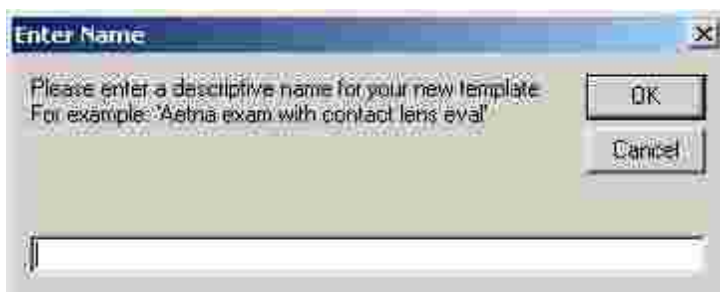 Enter Name
Please enter a descriptive name for your new template
For example: 'Aetna exam with contact lens eval'
OK
Cancel